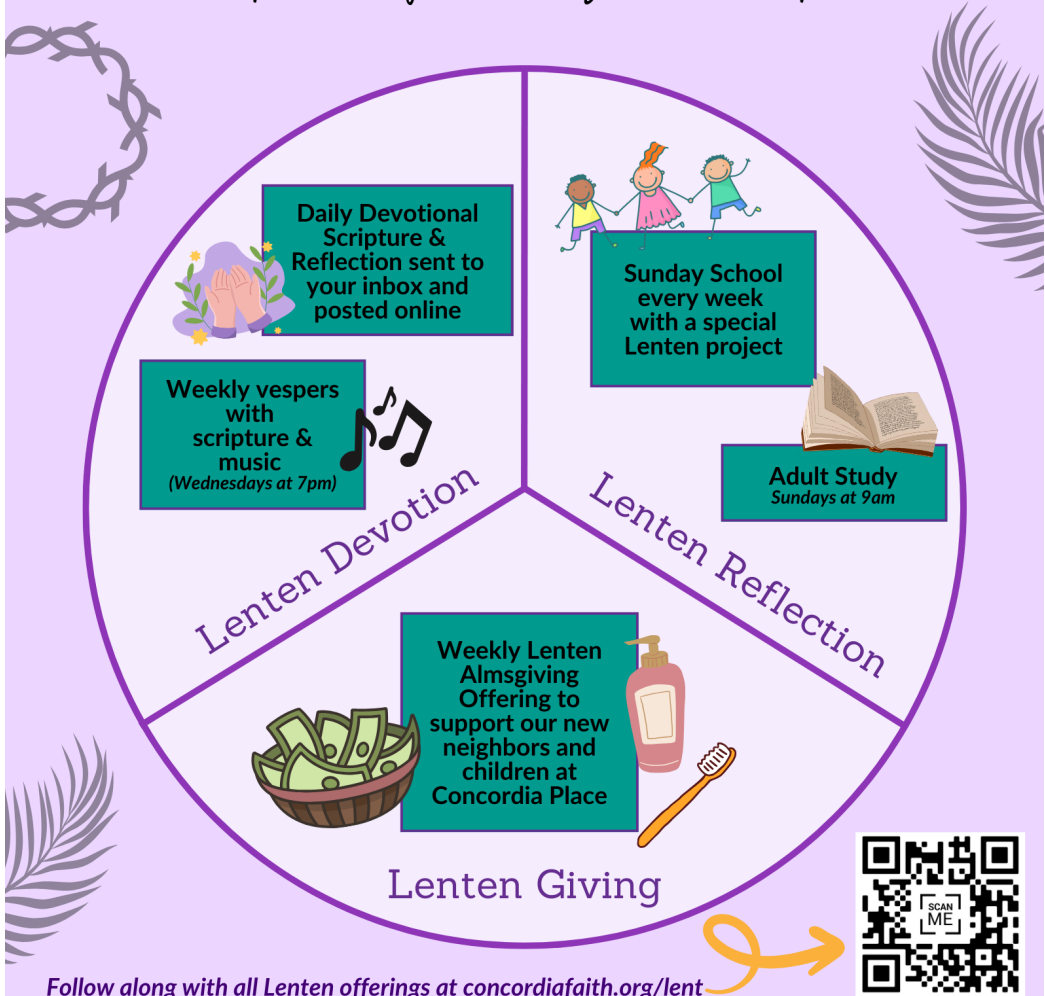 Daily Devotional
Scripture &
Reflection sent to
your inbox and
posted online
Weekly vespers
with
scripture &
music
(Wednesdays at 7pm)
Lenten Devotion
Sunday School
every week
with a special
Lenten project
Adult Study
Sundays at 9am
Lenten Reflection
Weekly Lenten
Almsgiving
Offering to
support our new
neighbors and
children at
Concordia Place
Lenten Giving
SCAN
ME
Follow along with all Lenten offerings at concordiafaith.org/lent